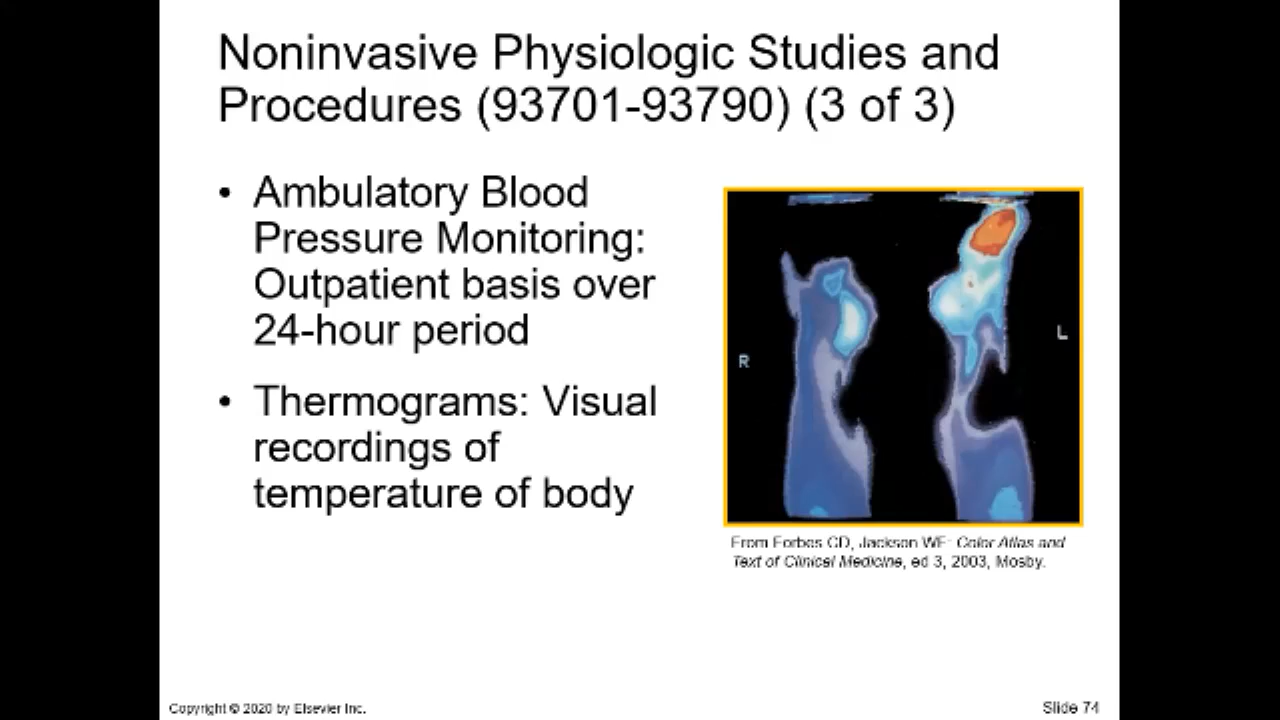 Noninvasive Physiologic Studies and
Procedures (93701-93790) (3 of 3)
• Ambulatory Blood
Pressure Monitoring:
Outpatient basis over
24-hour period
• Thermograms: Visual
recordings of
temperature of body
R
L
From Forbes CD, Jackson WF: Color Atlas and
Text of Clinical Medicine, ed 3, 2003, Mosby.
Copyright © 2020 by Elsevier Inc.
Slide 74